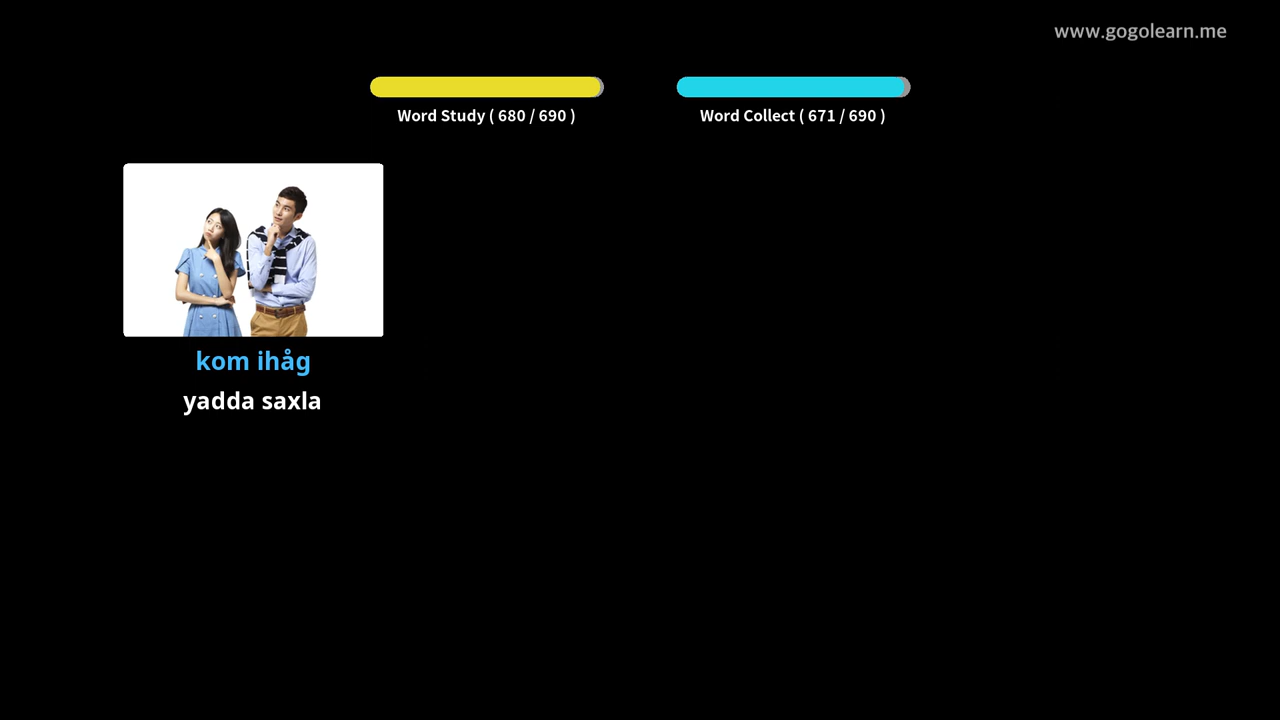 www.gogolearn.me
Word Study ( 680 / 690 )
Word Collect ( 671 / 690 )
kom ihåg
yadda saxla